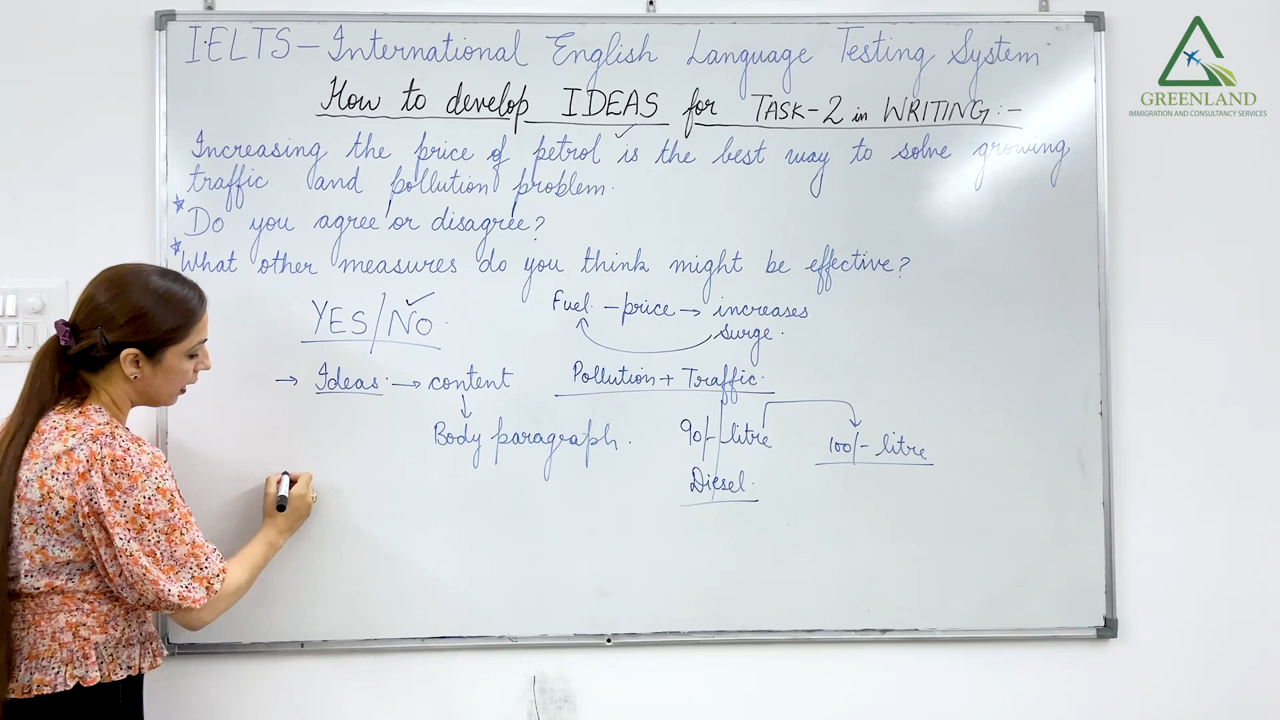 IELTS - International English Language Testing System
How to develop IDEAS for TASK-2 in WRITING:-
Increasing the price of petrol is the best way to solve growing
traffic and pollution problem.
Do you agree or disagree?
What other measures do you think might be effective?
YES/NO
Fuel - price → increases
surge.
→ Ideas. → content
Pollution + Traffic.
Body paragraph.
90/- litre
100/- litre
Diesel.
GREENLAND
IMMIGRATION AND CONSULTANCY SERVICES